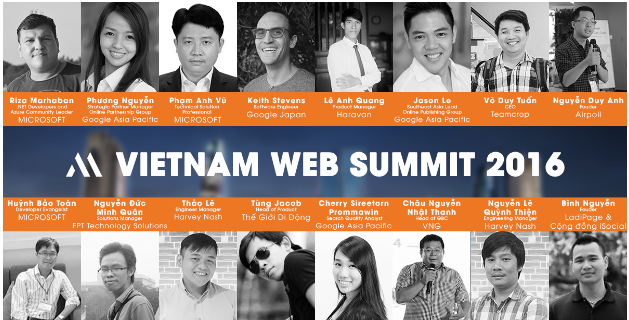 Riza Marhaban
.NET Developer and
Azure Community Leader
MICROSOFT
Phương Nguyễn
Strategic Partner Manager
Online Partnership Group
Google Asia Pacific
Phạm Anh Vũ
Technical Solution
Professional
MICROSOFT
Keith Stevens
Software Engineer
Google Japan
Lê Anh Quang
Product Manager
Haravan
Jason Le
Southeast Asia Lead
Online Publishing Group
Google Asia Pacific
Võ Duy Tuấn
CEO
Teamcrop
Nguyễn Duy Anh
Founder
Airpoli
VIETNAM WEB SUMMIT 2016
Huỳnh Bảo Toàn
Developer Evangelist
MICROSOFT
Nguyễn Đức
Minh Quân
Solutions Manager
FPT Technology Solutions
Thảo Lê
Engineer Manager
Harvey Nash
Tùng Jacob
Head of Product
Thế Giới Di Động
Cherry Sireetorn
Prommawin
Search Quality Analyst
Google Asia Pacific
Châu Nguyễn
Nhật Thanh
Head of GBC
VNG
Nguyễn Lê
Quỳnh Thiện
Engineering Manager
Harvey Nash
Bình Nguyễn
Founder
LadiPage &
Cộng đồng iSocial